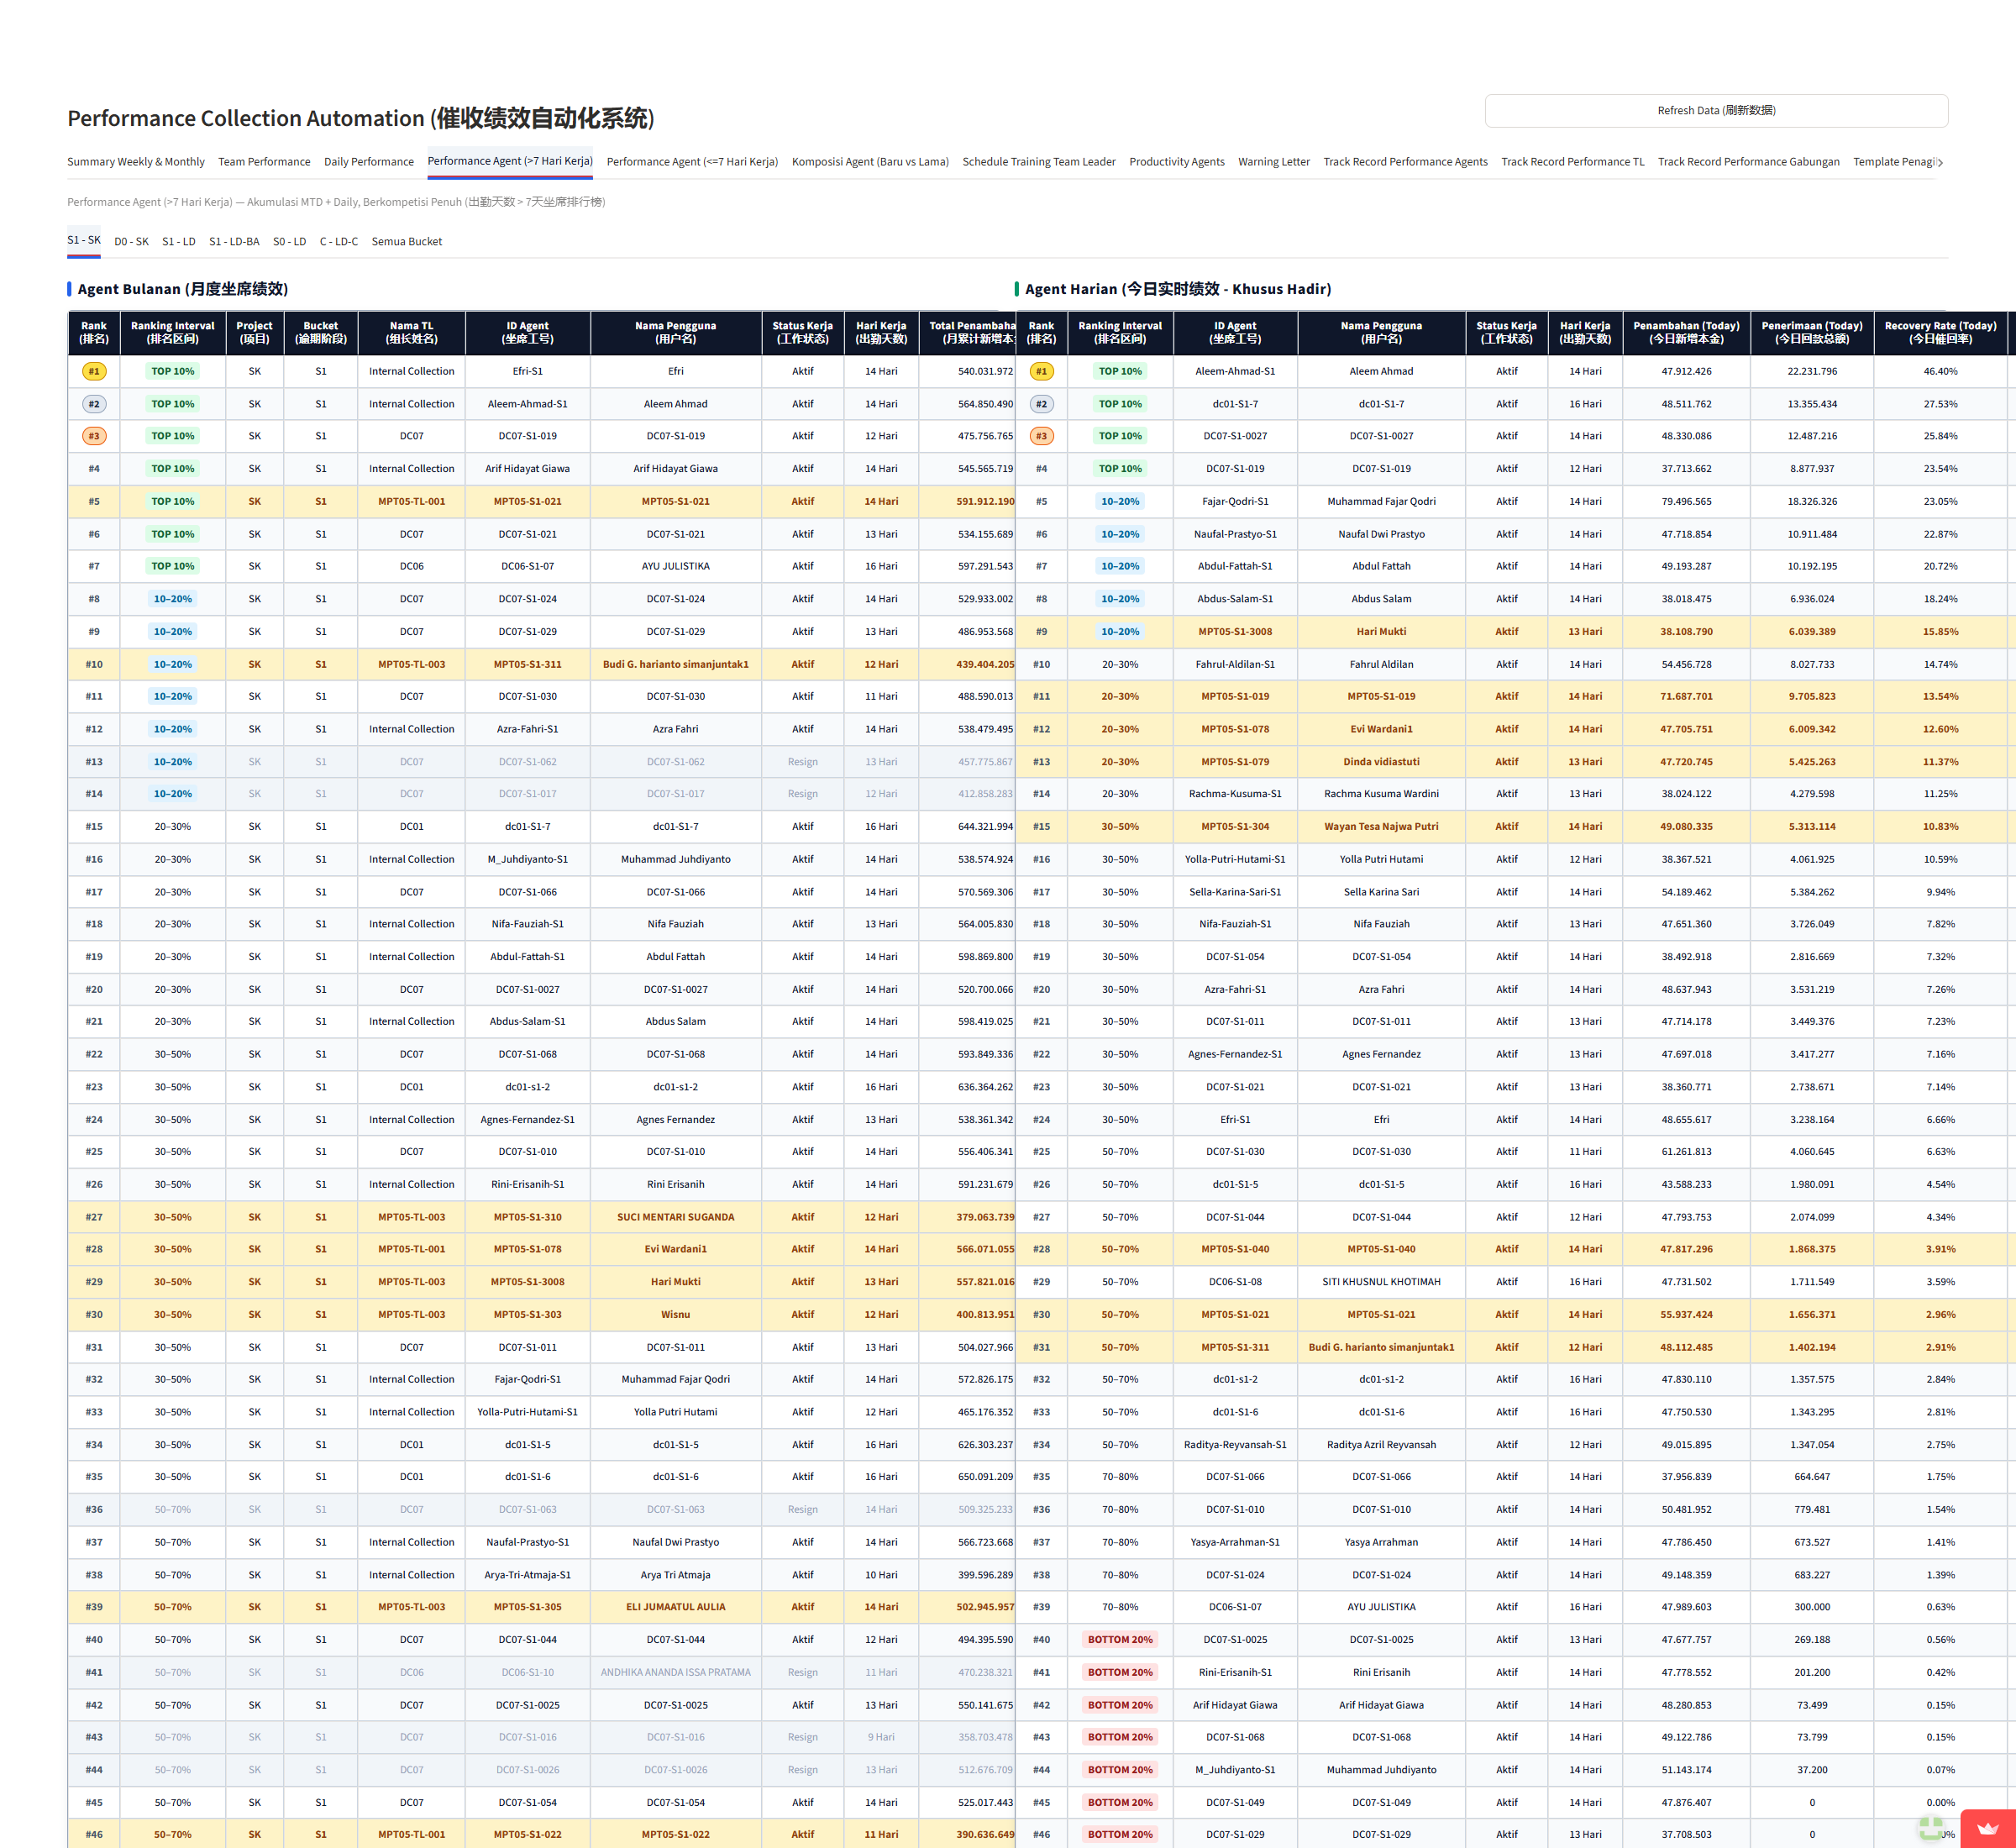 Performance Collection Automation (催收绩效自动化系统)
Refresh Data (刷新数据)
Summary Weekly & Monthly Team Performance Daily Performance Performance Agent (>7 Hari Kerja) Performance Agent (<=7 Hari Kerja) Komposisi Agent (Baru vs Lama) Schedule Training Team Leader Productivity Agents Warning Letter Track Record Performance Agents Track Record Performance TL Track Record Performance Gabungan Template Penagi
Performance Agent (>7 Hari Kerja) — Akumulasi MTD + Daily, Berkompetisi Penuh (出勤天数 > 7天坐席排行榜)
S1 - SK D0 - SK S1 - LD S1 - LD-BA S0 - LD C - LD-C Semua Bucket
Agent Bulanan (月度坐席绩效)
Rank Ranking Interval Project Bucket Nama TL ID Agent Nama Pengguna Status Kerja Hari Kerja Total Penambaha
(排名) (排名区间) (项目) (逾期阶段) (组长姓名) (坐席工号) (用户名) (工作状态) (出勤天数) (月累计新增本
#1 TOP 10% SK S1 Internal Collection Efri-S1 Efri Aktif 14 Hari 540.031.972
#2 TOP 10% SK S1 Internal Collection Aleem-Ahmad-S1 Aleem Ahmad Aktif 14 Hari 564.850.490
#3 TOP 10% SK S1 DC07 DC07-S1-019 DC07-S1-019 Aktif 12 Hari 475.756.765
#4 TOP 10% SK S1 Internal Collection Arif Hidayat Giawa Arif Hidayat Giawa Aktif 14 Hari 545.565.719
#5 TOP 10% SK S1 MPT05-TL-001 MPT05-S1-021 MPT05-S1-021 Aktif 14 Hari 591.912.190
#6 TOP 10% SK S1 DC07 DC07-S1-021 DC07-S1-021 Aktif 13 Hari 534.155.689
#7 TOP 10% SK S1 DC06 DC06-S1-07 AYU JULISTIKA Aktif 16 Hari 597.291.543
#8 10–20% SK S1 DC07 DC07-S1-024 DC07-S1-024 Aktif 14 Hari 529.933.002
#9 10–20% SK S1 DC07 DC07-S1-029 DC07-S1-029 Aktif 13 Hari 486.953.568
#10 10–20% SK S1 MPT05-TL-003 MPT05-S1-311 Budi G. harianto simanjuntak1 Aktif 12 Hari 439.404.205
#11 10–20% SK S1 DC07 DC07-S1-030 DC07-S1-030 Aktif 11 Hari 488.590.013
#12 10–20% SK S1 Internal Collection Azra-Fahri-S1 Azra Fahri Aktif 14 Hari 538.479.495
#13 10–20% SK S1 DC07 DC07-S1-062 DC07-S1-062 Resign 13 Hari 457.775.867
#14 10–20% SK S1 DC07 DC07-S1-017 DC07-S1-017 Resign 12 Hari 412.858.283
#15 20–30% SK S1 DC01 dc01-S1-7 dc01-S1-7 Aktif 16 Hari 644.321.994
#16 20–30% SK S1 Internal Collection M_Juhdiyanto-S1 Muhammad Juhdiyanto Aktif 14 Hari 538.574.924
#17 20–30% SK S1 DC07 DC07-S1-066 DC07-S1-066 Aktif 14 Hari 570.569.306
#18 20–30% SK S1 Internal Collection Nifa-Fauziah-S1 Nifa Fauziah Aktif 13 Hari 564.005.830
#19 20–30% SK S1 Internal Collection Abdul-Fattah-S1 Abdul Fattah Aktif 14 Hari 598.869.800
#20 20–30% SK S1 DC07 DC07-S1-0027 DC07-S1-0027 Aktif 14 Hari 520.700.066
#21 20–30% SK S1 Internal Collection Abdus-Salam-S1 Abdus Salam Aktif 14 Hari 598.419.025
#22 30–50% SK S1 DC07 DC07-S1-068 DC07-S1-068 Aktif 14 Hari 593.849.336
#23 30–50% SK S1 DC01 dc01-s1-2 dc01-s1-2 Aktif 16 Hari 636.364.262
#24 30–50% SK S1 Internal Collection Agnes-Fernandez-S1 Agnes Fernandez Aktif 13 Hari 538.361.342
#25 30–50% SK S1 DC07 DC07-S1-010 DC07-S1-010 Aktif 14 Hari 556.406.341
#26 30–50% SK S1 Internal Collection Rini-Erisanih-S1 Rini Erisanih Aktif 14 Hari 591.231.679
#27 30–50% SK S1 MPT05-TL-003 MPT05-S1-310 SUCI MENTARI SUGANDA Aktif 12 Hari 379.063.739
#28 30–50% SK S1 MPT05-TL-001 MPT05-S1-078 Evi Wardani1 Aktif 14 Hari 566.071.055
#29 30–50% SK S1 MPT05-TL-003 MPT05-S1-3008 Hari Mukti Aktif 13 Hari 557.821.016
#30 30–50% SK S1 MPT05-TL-003 MPT05-S1-303 Wisnu Aktif 12 Hari 400.813.951
#31 30–50% SK S1 DC07 DC07-S1-011 DC07-S1-011 Aktif 13 Hari 504.027.966
#32 30–50% SK S1 Internal Collection Fajar-Qodri-S1 Muhammad Fajar Qodri Aktif 14 Hari 572.826.175
#33 30–50% SK S1 Internal Collection Yolla-Putri-Hutami-S1 Yolla Putri Hutami Aktif 12 Hari 465.176.352
#34 30–50% SK S1 DC01 dc01-S1-5 dc01-S1-5 Aktif 16 Hari 626.303.237
#35 30–50% SK S1 DC01 dc01-S1-6 dc01-S1-6 Aktif 16 Hari 650.091.209
#36 50–70% SK S1 DC07 DC07-S1-063 DC07-S1-063 Resign 14 Hari 509.325.233
#37 50–70% SK S1 Internal Collection Naufal-Prastyo-S1 Naufal Dwi Prastyo Aktif 14 Hari 566.723.668
#38 50–70% SK S1 Internal Collection Arya-Tri-Atmaja-S1 Arya Tri Atmaja Aktif 10 Hari 399.596.289
#39 50–70% SK S1 MPT05-TL-003 MPT05-S1-305 ELI JUMAATUL AULIA Aktif 14 Hari 502.945.957
#40 50–70% SK S1 DC07 DC07-S1-044 DC07-S1-044 Aktif 12 Hari 494.395.590
#41 50–70% SK S1 DC06 DC06-S1-10 ANDHIKA ANANDA ISSA PRATAMA Resign 11 Hari 470.238.321
#42 50–70% SK S1 DC07 DC07-S1-0025 DC07-S1-0025 Aktif 13 Hari 550.141.675
#43 50–70% SK S1 DC07 DC07-S1-016 DC07-S1-016 Resign 9 Hari 358.703.478
#44 50–70% SK S1 DC07 DC07-S1-0026 DC07-S1-0026 Resign 13 Hari 512.676.709
#45 50–70% SK S1 DC07 DC07-S1-054 DC07-S1-054 Aktif 14 Hari 525.017.443
#46 50–70% SK S1 MPT05-TL-001 MPT05-S1-022 MPT05-S1-022 Aktif 11 Hari 390.636.649
Agent Harian (今日实时绩效 - Khusus Hadir)
Rank Ranking Interval ID Agent Nama Pengguna Status Kerja Hari Kerja Penambahan (Today) Penerimaan (Today) Recovery Rate (Today)
(排名) (排名区间) (坐席工号) (用户名) (工作状态) (出勤天数) (今日新增本金) (今日回款总额) (今日催回率)
#1 TOP 10% Aleem-Ahmad-S1 Aleem Ahmad Aktif 14 Hari 47.912.426 22.231.796 46.40%
#2 TOP 10% dc01-S1-7 dc01-S1-7 Aktif 16 Hari 48.511.762 13.355.434 27.53%
#3 TOP 10% DC07-S1-0027 DC07-S1-0027 Aktif 14 Hari 48.330.086 12.487.216 25.84%
#4 TOP 10% DC07-S1-019 DC07-S1-019 Aktif 12 Hari 37.713.662 8.877.937 23.54%
#5 10–20% Fajar-Qodri-S1 Muhammad Fajar Qodri Aktif 14 Hari 79.496.565 18.326.326 23.05%
#6 10–20% Naufal-Prastyo-S1 Naufal Dwi Prastyo Aktif 14 Hari 47.718.854 10.911.484 22.87%
#7 10–20% Abdul-Fattah-S1 Abdul Fattah Aktif 14 Hari 49.193.287 10.192.195 20.72%
#8 10–20% Abdus-Salam-S1 Abdus Salam Aktif 14 Hari 38.018.475 6.936.024 18.24%
#9 10–20% MPT05-S1-3008 Hari Mukti Aktif 13 Hari 38.108.790 6.039.389 15.85%
#10 20–30% Fahrul-Aldilan-S1 Fahrul Aldilan Aktif 14 Hari 54.456.728 8.027.733 14.74%
#11 20–30% MPT05-S1-019 MPT05-S1-019 Aktif 14 Hari 71.687.701 9.705.823 13.54%
#12 20–30% MPT05-S1-078 Evi Wardani1 Aktif 14 Hari 47.705.751 6.009.342 12.60%
#13 20–30% MPT05-S1-079 Dinda vidiastuti Aktif 13 Hari 47.720.745 5.425.263 11.37%
#14 20–30% Rachma-Kusuma-S1 Rachma Kusuma Wardini Aktif 13 Hari 38.024.122 4.279.598 11.25%
#15 30–50% MPT05-S1-304 Wayan Tesa Najwa Putri Aktif 14 Hari 49.080.335 5.313.114 10.83%
#16 30–50% Yolla-Putri-Hutami-S1 Yolla Putri Hutami Aktif 12 Hari 38.367.521 4.061.925 10.59%
#17 30–50% Sella-Karina-Sari-S1 Sella Karina Sari Aktif 14 Hari 54.189.462 5.384.262 9.94%
#18 30–50% Nifa-Fauziah-S1 Nifa Fauziah Aktif 13 Hari 47.651.360 3.726.049 7.82%
#19 30–50% DC07-S1-054 DC07-S1-054 Aktif 14 Hari 38.492.918 2.816.669 7.32%
#20 30–50% Azra-Fahri-S1 Azra Fahri Aktif 14 Hari 48.637.943 3.531.219 7.26%
#21 30–50% DC07-S1-011 DC07-S1-011 Aktif 13 Hari 47.714.178 3.449.376 7.23%
#22 30–50% Agnes-Fernandez-S1 Agnes Fernandez Aktif 13 Hari 47.697.018 3.417.277 7.16%
#23 30–50% DC07-S1-021 DC07-S1-021 Aktif 13 Hari 38.360.771 2.738.671 7.14%
#24 30–50% Efri-S1 Efri Aktif 14 Hari 48.655.617 3.238.164 6.66%
#25 50–70% DC07-S1-030 DC07-S1-030 Aktif 11 Hari 61.261.813 4.060.645 6.63%
#26 50–70% dc01-S1-5 dc01-S1-5 Aktif 16 Hari 43.588.233 1.980.091 4.54%
#27 50–70% DC07-S1-044 DC07-S1-044 Aktif 12 Hari 47.793.753 2.074.099 4.34%
#28 50–70% MPT05-S1-040 MPT05-S1-040 Aktif 14 Hari 47.817.296 1.868.375 3.91%
#29 50–70% DC06-S1-08 SITI KHUSNUL KHOTIMAH Aktif 16 Hari 47.731.502 1.711.549 3.59%
#30 50–70% MPT05-S1-021 MPT05-S1-021 Aktif 14 Hari 55.937.424 1.656.371 2.96%
#31 50–70% MPT05-S1-311 Budi G. harianto simanjuntak1 Aktif 12 Hari 48.112.485 1.402.194 2.91%
#32 50–70% dc01-s1-2 dc01-s1-2 Aktif 16 Hari 47.830.110 1.357.575 2.84%
#33 50–70% dc01-S1-6 dc01-S1-6 Aktif 16 Hari 47.750.530 1.343.295 2.81%
#34 50–70% Raditya-Reyvansah-S1 Raditya Azril Reyvansah Aktif 12 Hari 49.015.895 1.347.054 2.75%
#35 70–80% DC07-S1-066 DC07-S1-066 Aktif 14 Hari 37.956.839 664.647 1.75%
#36 70–80% DC07-S1-010 DC07-S1-010 Aktif 14 Hari 50.481.952 779.481 1.54%
#37 70–80% Yasya-Arrahman-S1 Yasya Arrahman Aktif 14 Hari 47.786.450 673.527 1.41%
#38 70–80% DC07-S1-024 DC07-S1-024 Aktif 14 Hari 49.148.359 683.227 1.39%
#39 70–80% DC06-S1-07 AYU JULISTIKA Aktif 16 Hari 47.989.603 300.000 0.63%
#40 BOTTOM 20% DC07-S1-0025 DC07-S1-0025 Aktif 13 Hari 47.677.757 269.188 0.56%
#41 BOTTOM 20% Rini-Erisanih-S1 Rini Erisanih Aktif 14 Hari 47.778.552 201.200 0.42%
#42 BOTTOM 20% Arif Hidayat Giawa Arif Hidayat Giawa Aktif 14 Hari 48.280.853 73.499 0.15%
#43 BOTTOM 20% DC07-S1-068 DC07-S1-068 Aktif 14 Hari 49.122.786 73.799 0.15%
#44 BOTTOM 20% M_Juhdiyanto-S1 Muhammad Juhdiyanto Aktif 14 Hari 51.143.174 37.200 0.07%
#45 BOTTOM 20% DC07-S1-049 DC07-S1-049 Aktif 14 Hari 47.876.407 0 0.00%
#46 BOTTOM 20% DC07-S1-029 DC07-S1-029 Aktif 13 Hari 37.708.503 0